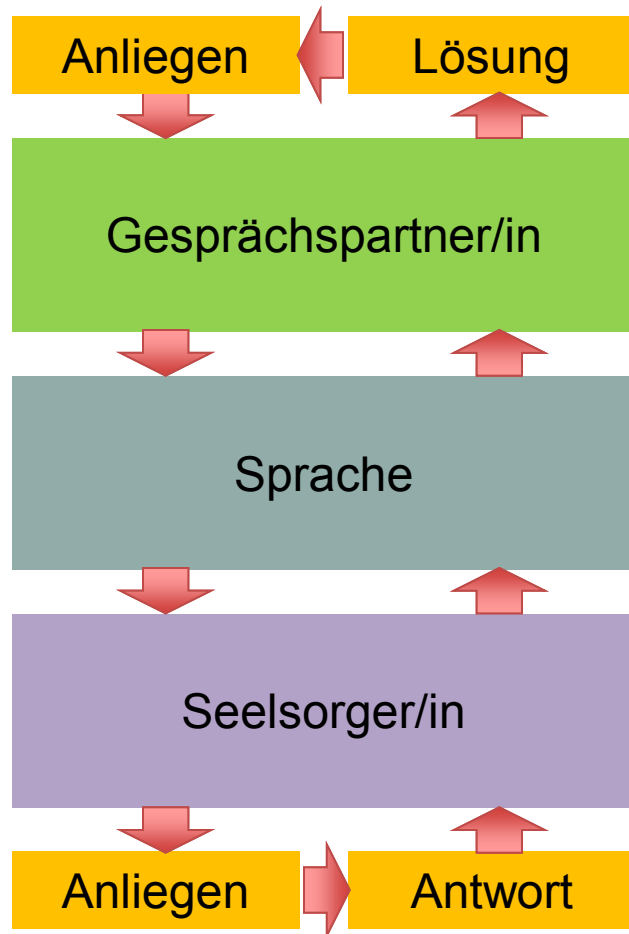 Anliegen
Lösung
Gesprächspartner/in
Sprache
Seelsorger/in
Anliegen
Antwort